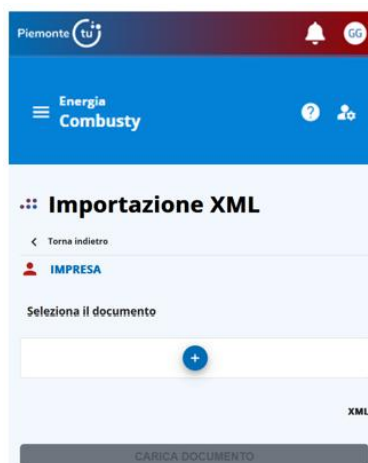 Piemonte tu
GG
Energia
Combusty
?
Importazione XML
Torna indietro
IMPRESA
Seleziona il documento
+
XML
CARICA DOCUMENTO